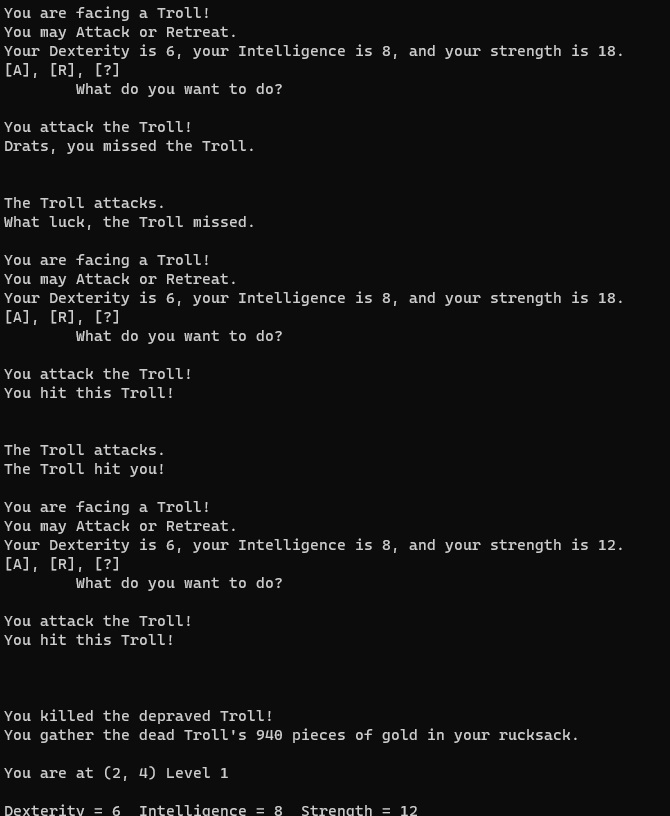 You are facing a Troll!
You may Attack or Retreat.
Your Dexterity is 6, your Intelligence is 8, and your strength is 18.
[A], [R], [?]
What do you want to do?
You attack the Troll!
Drats, you missed the Troll.
The Troll attacks.
What luck, the Troll missed.
You are facing a Troll!
You may Attack or Retreat.
Your Dexterity is 6, your Intelligence is 8, and your strength is 18.
[A], [R], [?]
What do you want to do?
You attack the Troll!
You hit this Troll!
The Troll attacks.
The Troll hit you!
You are facing a Troll!
You may Attack or Retreat.
Your Dexterity is 6, your Intelligence is 8, and your strength is 12.
[A], [R], [?]
What do you want to do?
You attack the Troll!
You hit this Troll!
You killed the depraved Troll!
You gather the dead Troll's 940 pieces of gold in your rucksack.
You are at (2, 4) Level 1
Dexterity = 6  Intelligence = 8  Strength = 12